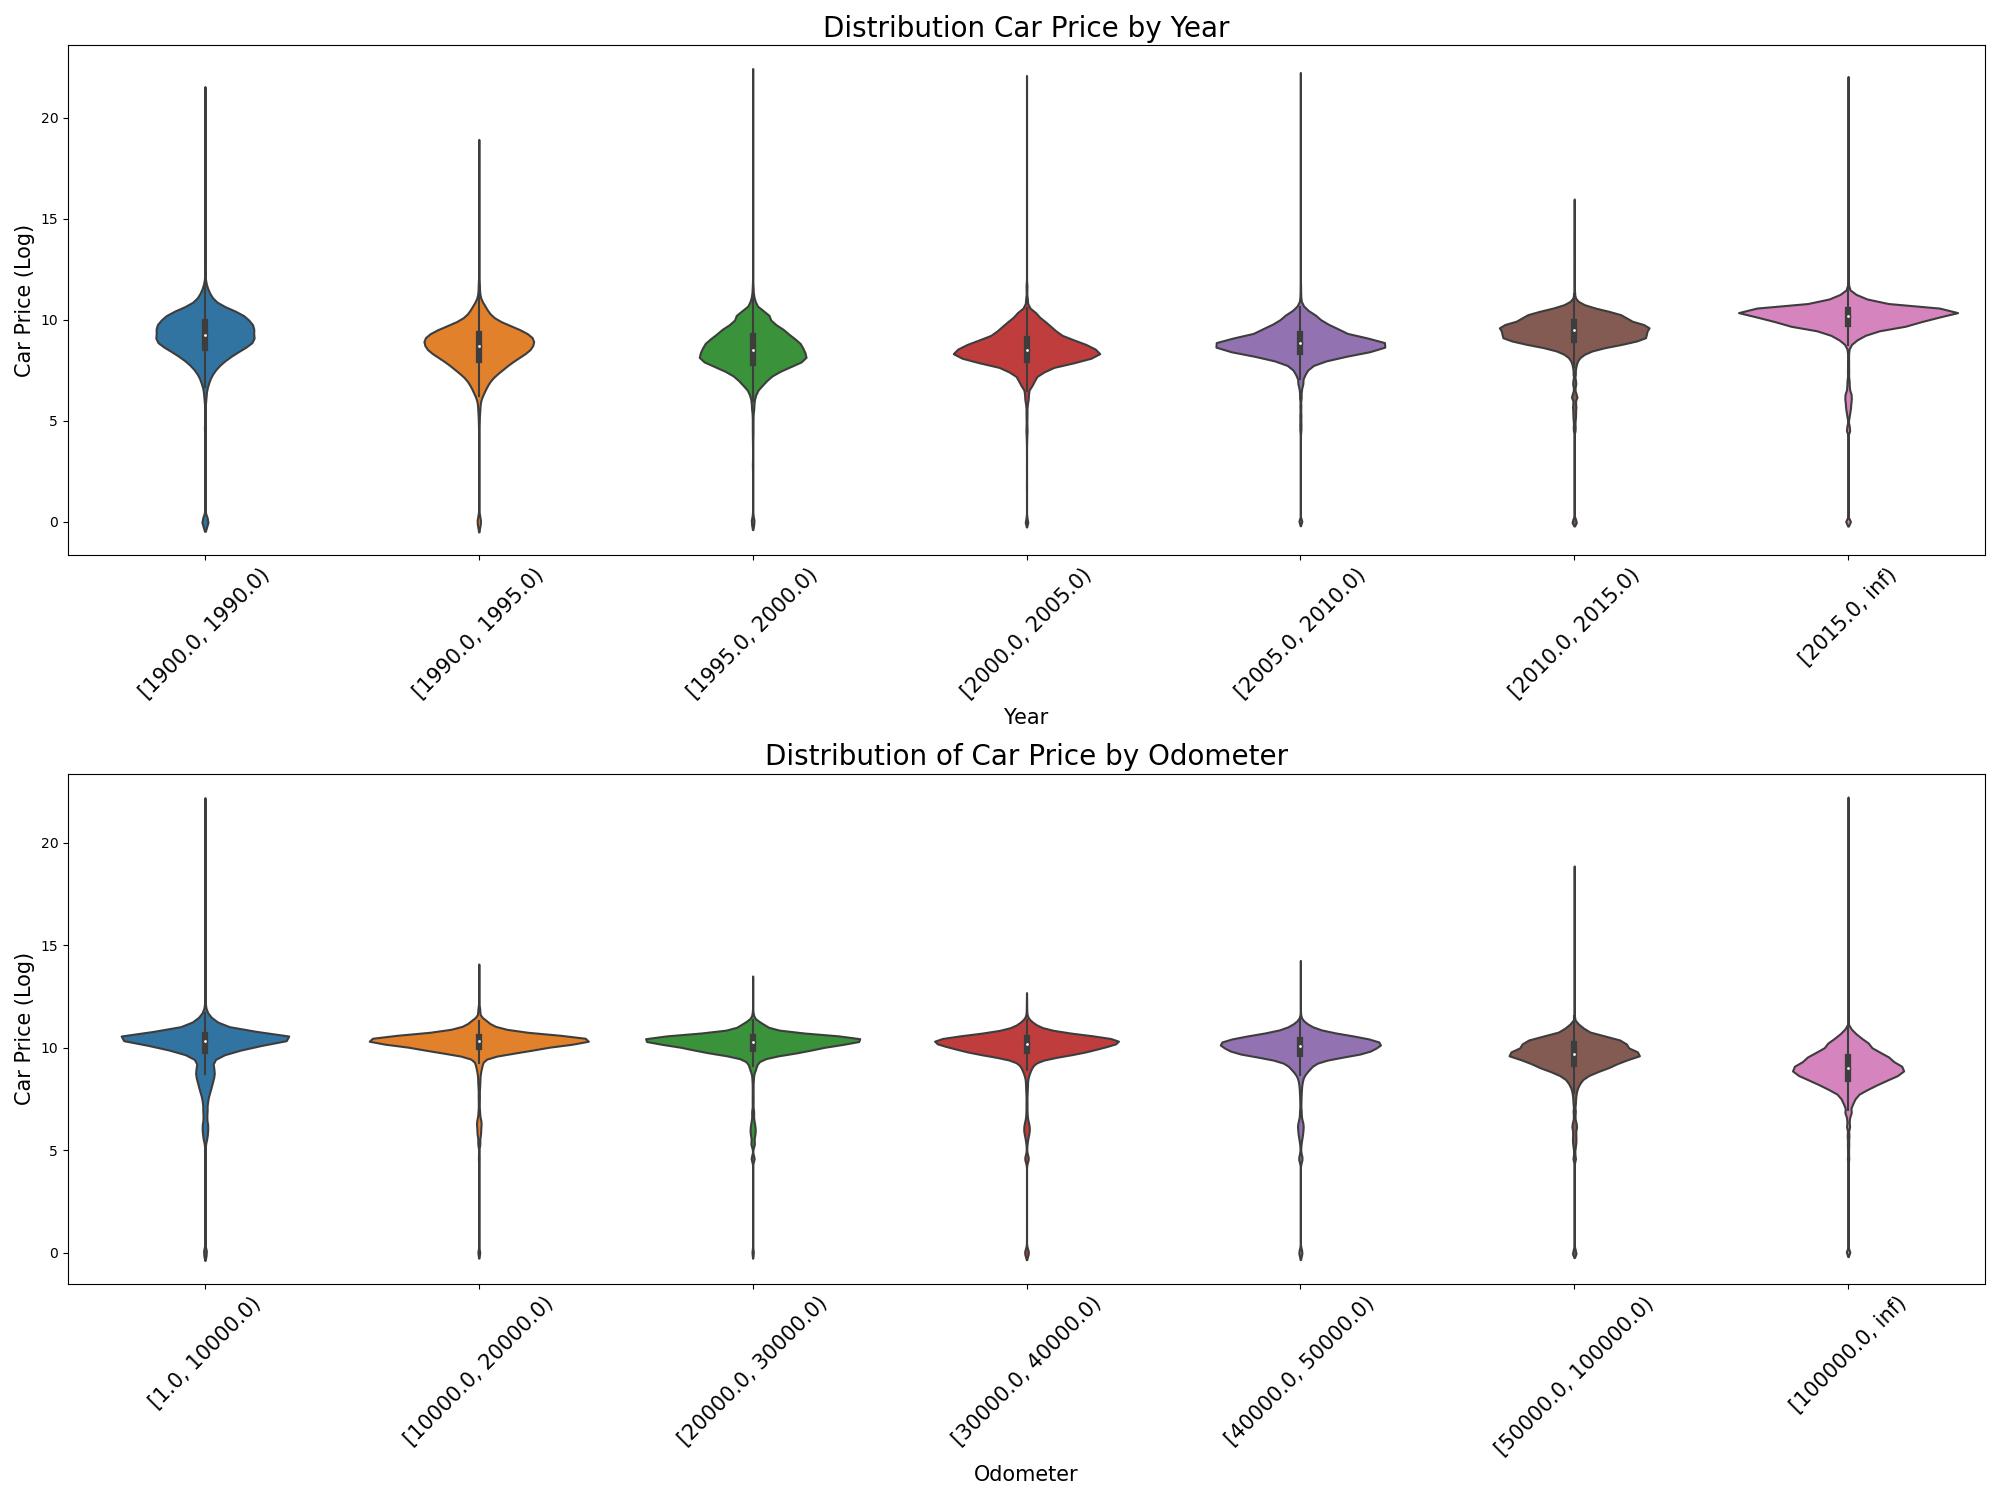 Distribution Car Price by Year
Car Price (Log)
20
15
10
5
0
[1900.0, 1990.0)
[1990.0, 1995.0)
[1995.0, 2000.0)
[2000.0, 2005.0)
[2005.0, 2010.0)
[2010.0, 2015.0)
[2015.0, inf)
Year
Distribution of Car Price by Odometer
Car Price (Log)
20
15
10
5
0
[1.0, 10000.0)
[10000.0, 20000.0)
[20000.0, 30000.0)
[30000.0, 40000.0)
[40000.0, 50000.0)
[50000.0, 100000.0)
[100000.0, inf)
Odometer